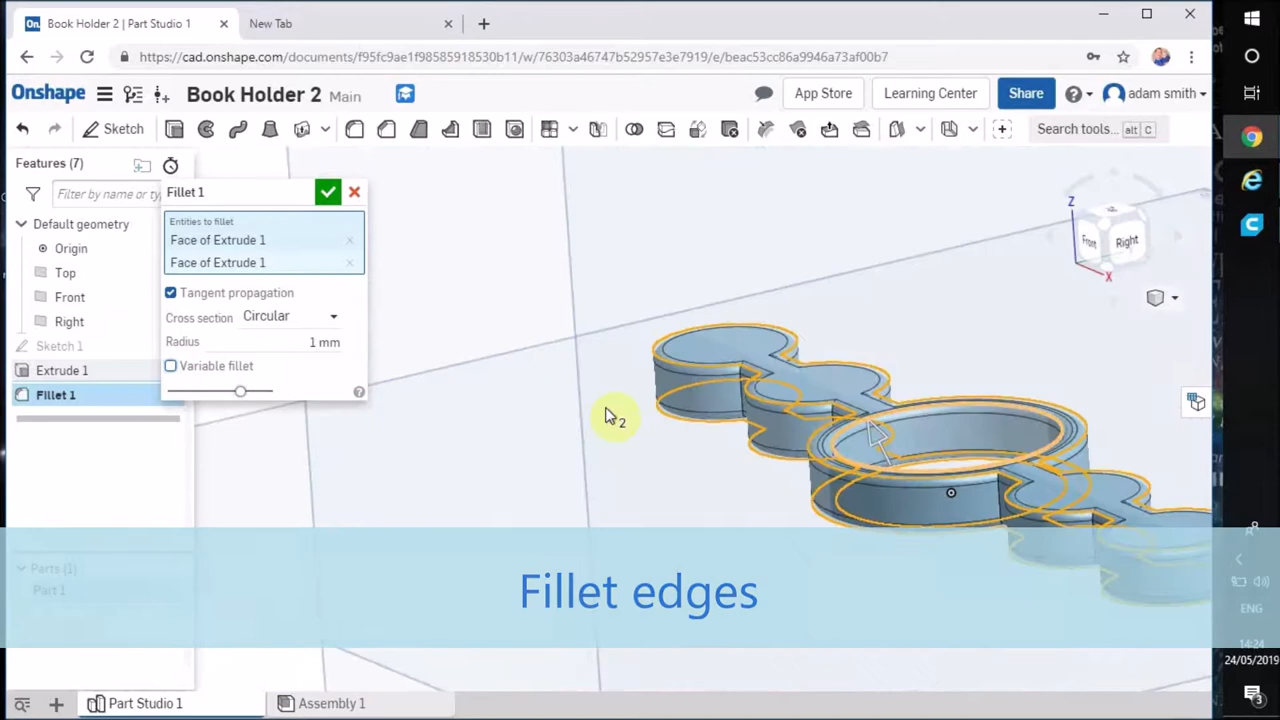 Book Holder 2 | Part Studio 1
New Tab
https://cad.onshape.com/documents/f95fc9ae1f98585918530b17/w/76303a46747b52957e3e7919/e/beac53cc86a9946a73af00b7
Onshape
Book Holder 2 Main
App Store
Learning Center
Share
adam smith
Sketch
Search tools... alt C
Features (7)
Filter by name or ty
Default geometry
Origin
Top
Front
Right
Sketch 1
Extrude 1
Fillet 1
Fillet 1
Entities to fillet
Face of Extrude 1
Face of Extrude 1
Tangent propagation
Cross section Circular
Radius 1 mm
Variable fillet
Z
Front
Right
X
2
Fillet edges
Parts (1)
Part 1
Part Studio 1
Assembly 1
ENG
14:24
24/05/2019
3